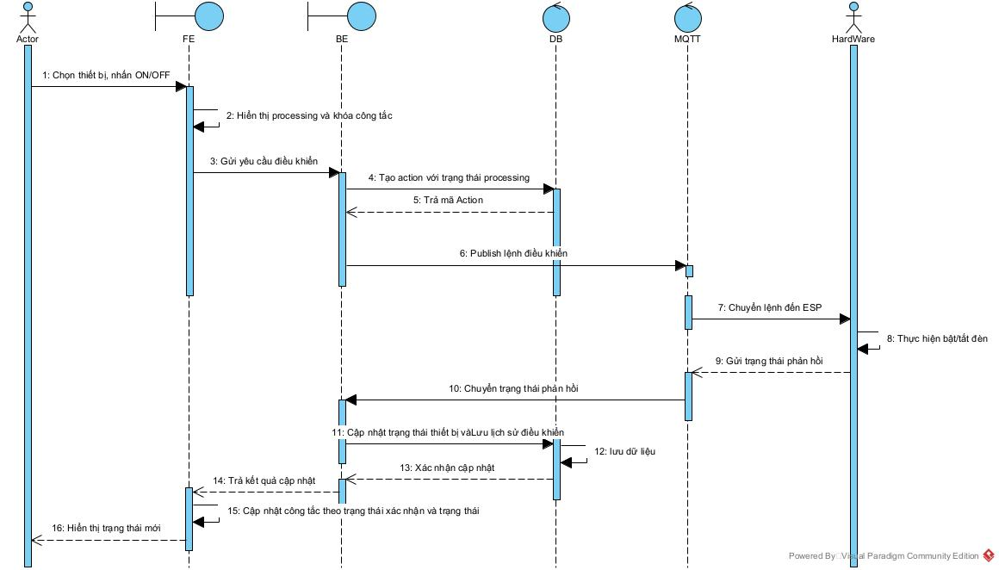 Actor
FE
BE
DB
MQTT
HardWare
1: Chọn thiết bị, nhấn ON/OFF
2: Hiển thị processing và khóa công tắc
3: Gửi yêu cầu điều khiển
4: Tạo action với trạng thái processing
5: Trả mã Action
6: Publish lệnh điều khiển
7: Chuyển lệnh đến ESP
8: Thực hiện bật/tắt đèn
9: Gửi trạng thái phản hồi
10: Chuyển trạng thái phản hồi
11: Cập nhật trạng thái thiết bị vàLưu lịch sử điều khiển
12: lưu dữ liệu
13: Xác nhận cập nhật
14: Trả kết quả cập nhật
15: Cập nhật công tắc theo trạng thái xác nhận và trạng thái
16: Hiển thị trạng thái mới
Powered By Visual Paradigm Community Edition